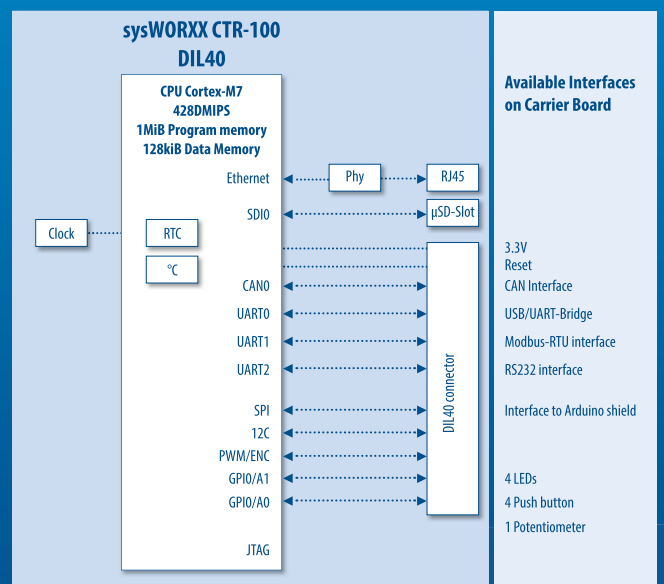 sysWORXX CTR-100
DIL40
CPU Cortex-M7
428DMIPS
1MiB Program memory
128kiB Data Memory
Available Interfaces
on Carrier Board
Ethernet
Phy
RJ45
SDI0
µSD-Slot
Clock
RTC
°C
3.3V
Reset
CAN0
CAN Interface
UART0
USB/UART-Bridge
UART1
Modbus-RTU interface
UART2
RS232 interface
DIL40 connector
SPI
Interface to Arduino shield
12C
PWM/ENC
GPI0/A1
4 LEDs
GPI0/A0
4 Push button
1 Potentiometer
JTAG